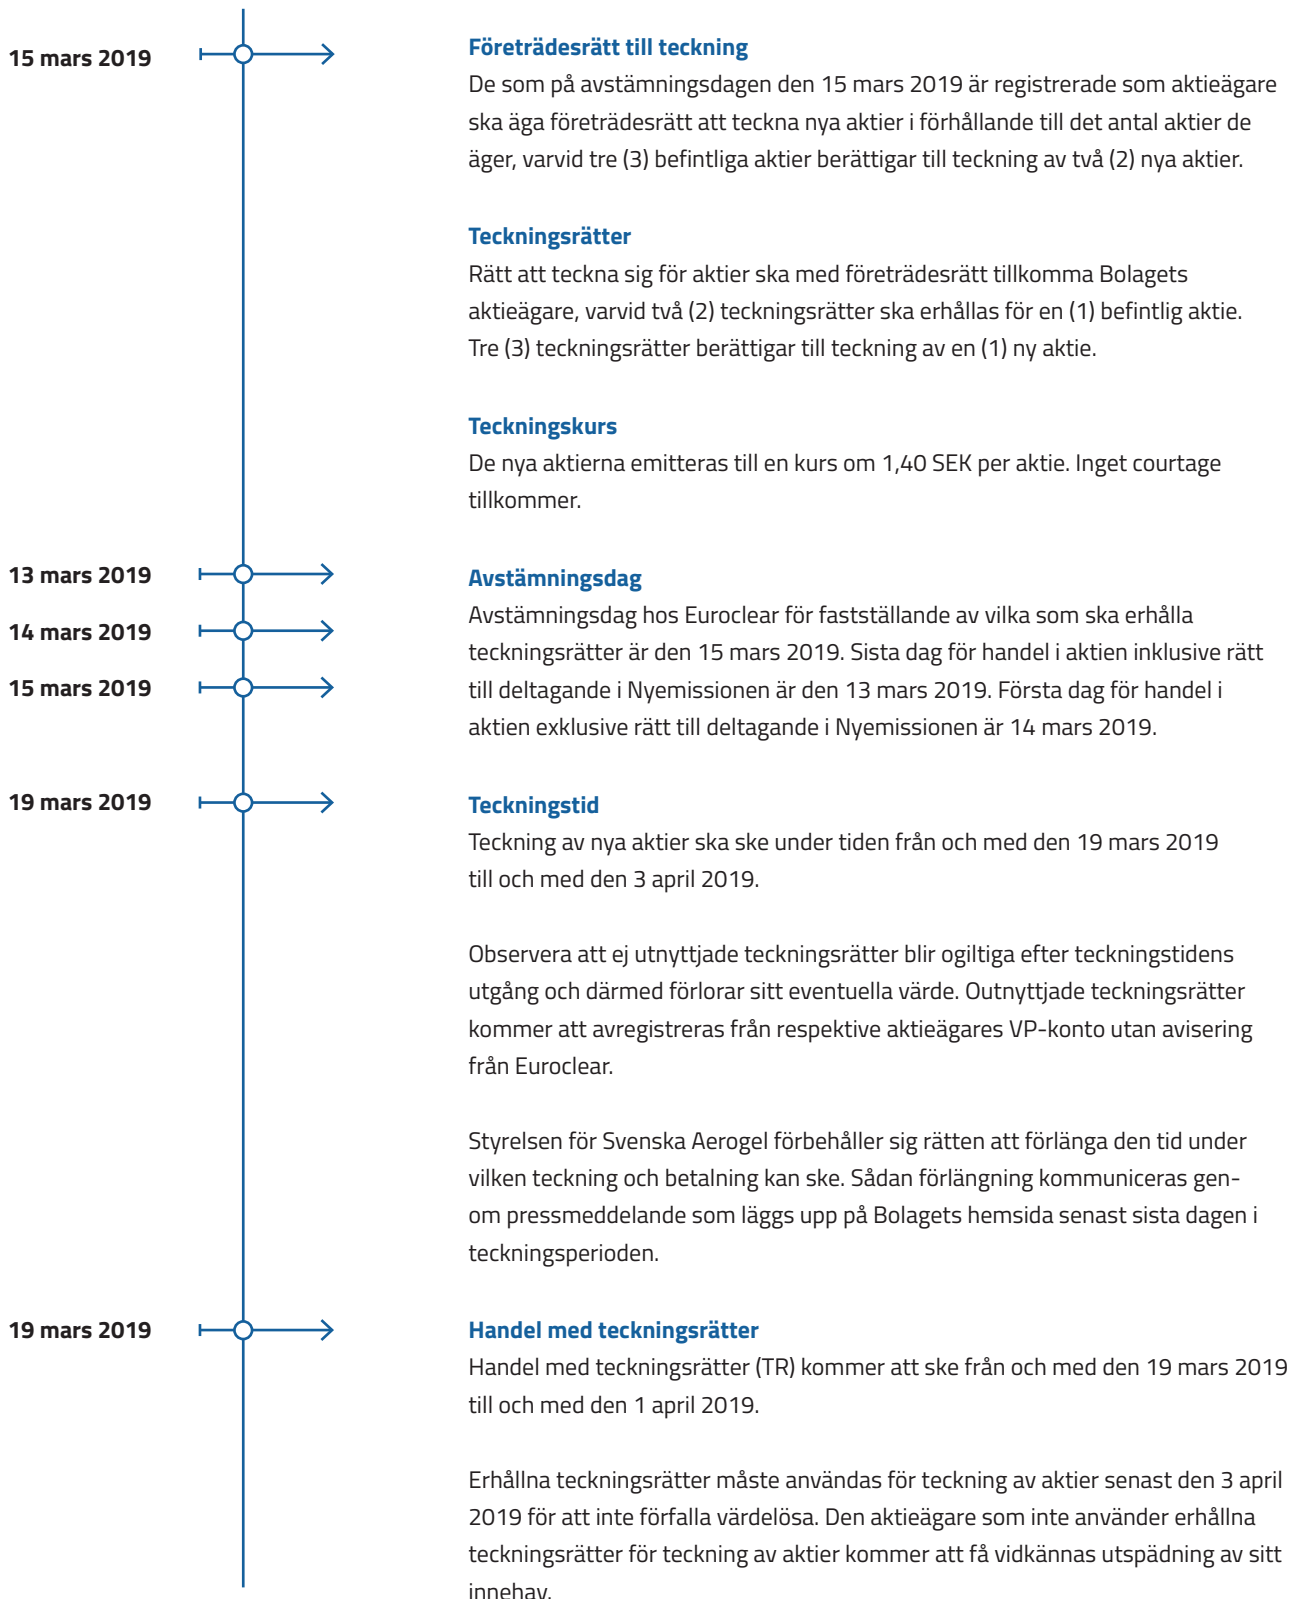 15 mars 2019
Företrädesrätt till teckning
De som på avstämningsdagen den 15 mars 2019 är registrerade som aktieägare
ska äga företrädesrätt att teckna nya aktier i förhållande till det antal aktier de
äger, varvid tre (3) befintliga aktier berättigar till teckning av två (2) nya aktier.
Teckningsrätter
Rätt att teckna sig för aktier ska med företrädesrätt tillkomma Bolagets
aktieägare, varvid två (2) teckningsrätter ska erhållas för en (1) befintlig aktie.
Tre (3) teckningsrätter berättigar till teckning av en (1) ny aktie.
Teckningskurs
De nya aktierna emitteras till en kurs om 1,40 SEK per aktie. Inget courtage
tillkommer.
13 mars 2019
14 mars 2019
15 mars 2019
Avstämningsdag
Avstämningsdag hos Euroclear för fastställande av vilka som ska erhålla
teckningsrätter är den 15 mars 2019. Sista dag för handel i aktien inklusive rätt
till deltagande i Nyemissionen är den 13 mars 2019. Första dag för handel i
aktien exklusive rätt till deltagande i Nyemissionen är 14 mars 2019.
19 mars 2019
Teckningstid
Teckning av nya aktier ska ske under tiden från och med den 19 mars 2019
till och med den 3 april 2019.
Observera att ej utnyttjade teckningsrätter blir ogiltiga efter teckningstidens
utgång och därmed förlorar sitt eventuella värde. Outnyttjade teckningsrätter
kommer att avregistreras från respektive aktieägares VP-konto utan avisering
från Euroclear.
Styrelsen för Svenska Aerogel förbehåller sig rätten att förlänga den tid under
vilken teckning och betalning kan ske. Sådan förlängning kommuniceras gen-
om pressmeddelande som läggs upp på Bolagets hemsida senast sista dagen i
teckningsperioden.
19 mars 2019
Handel med teckningsrätter
Handel med teckningsrätter (TR) kommer att ske från och med den 19 mars 2019
till och med den 1 april 2019.
Erhållna teckningsrätter måste användas för teckning av aktier senast den 3 april
2019 för att inte förfalla värdelösa. Den aktieägare som inte använder erhållna
teckningsrätter för teckning av aktier kommer att få vidkännas utspädning av sitt
innehav.